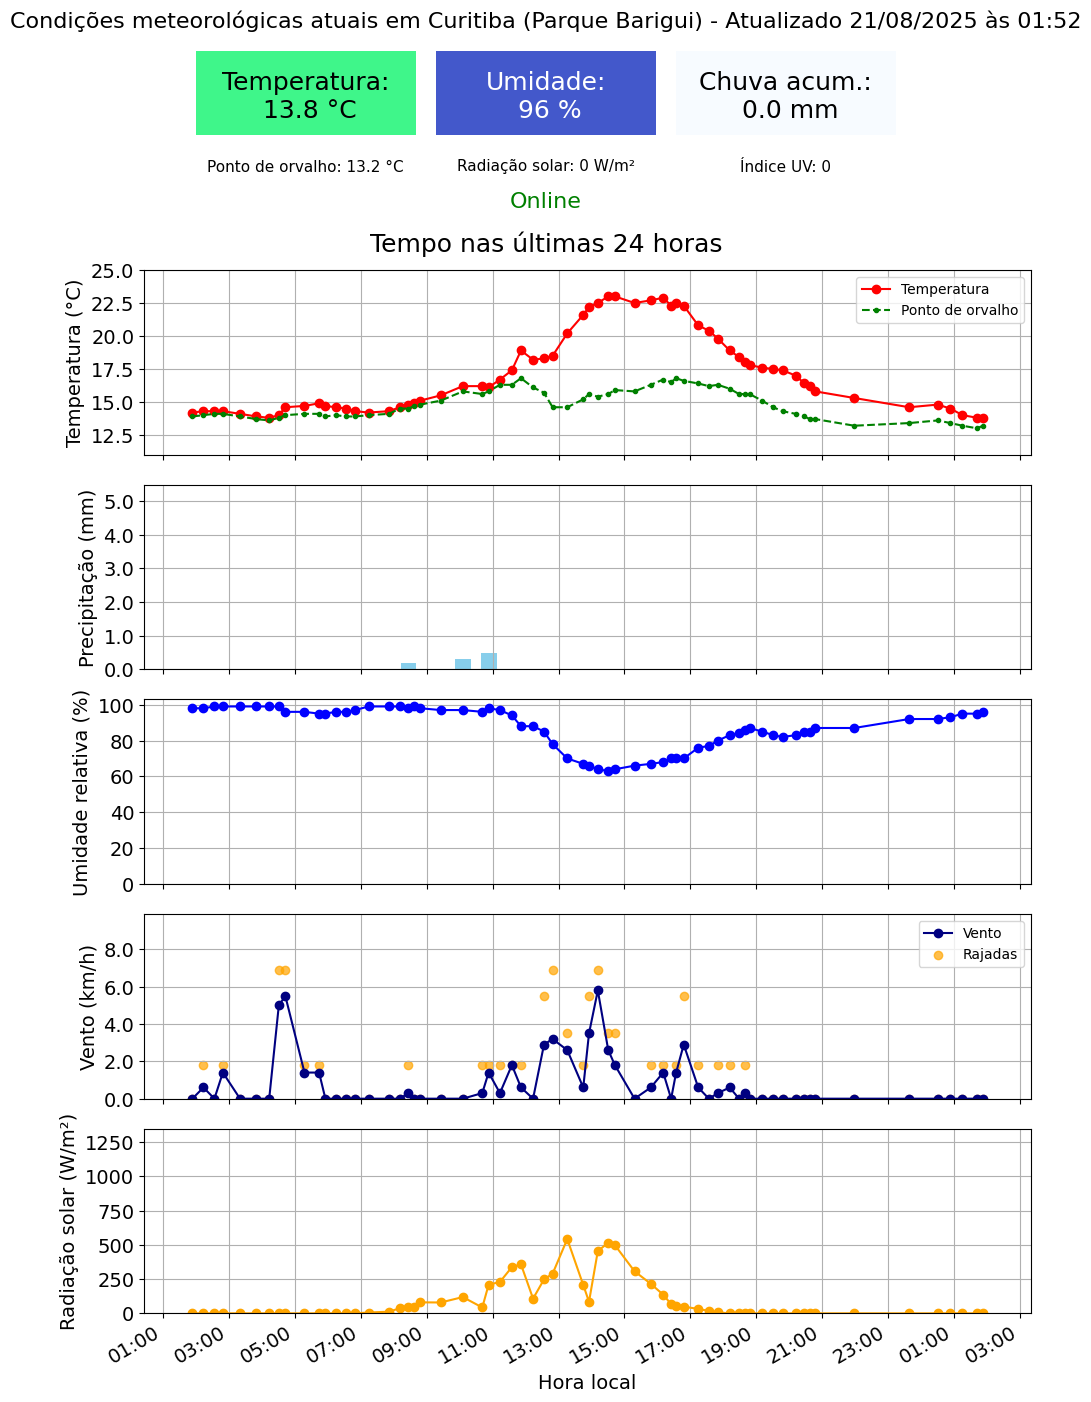 Condições meteorológicas atuais em Curitiba (Parque Barigui) - Atualizado 21/08/2025 às 01:52
Temperatura:
13.8 °C
Umidade:
96 %
Chuva acum.:
0.0 mm
Ponto de orvalho: 13.2 °C
Radiação solar: 0 W/m²
Índice UV: 0
Online
Tempo nas últimas 24 horas
Temperatura (°C)
25.0
22.5
20.0
17.5
15.0
12.5
Temperatura
Ponto de orvalho
Precipitação (mm)
5.0
4.0
3.0
2.0
1.0
0.0
Umidade relativa (%)
100
80
60
40
20
0
Vento (km/h)
8.0
6.0
4.0
2.0
0.0
Vento
Rajadas
Radiação solar (W/m²)
1250
1000
750
500
250
0
01:00
03:00
05:00
07:00
09:00
11:00
13:00
15:00
17:00
19:00
21:00
23:00
01:00
03:00
Hora local